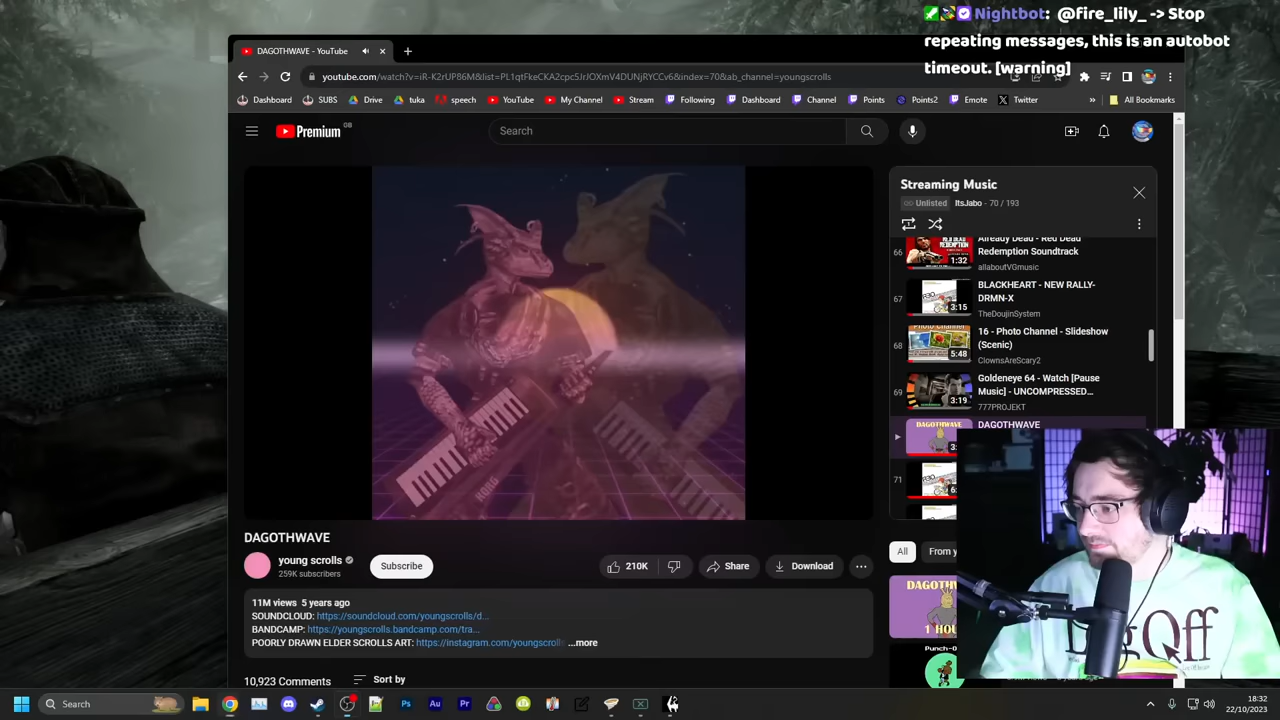 Nightbot: @fire_lily_ -> Stop
repeating messages, this is an autobot
timeout. [warning]
DAGOTHWAVE - YouTube
youtube.com/watch?v=iR-K2rUP86M&list=PL1qtFkeCKA2cpc5JrJOXmV4DUNjRYCCv6&index=70&ab_channel=youngscrolls
Dashboard SUBS Drive tuka speech YouTube My Channel Stream Following Dashboard Channel Points Points2 Emote Twitter All Bookmarks
Premium GB
Search
Streaming Music
Unlisted ItsJabo - 70 / 193
66
Already Dead - Red Dead
Redemption Soundtrack
allaboutVGmusic
1:32
67
BLACKHEART - NEW RALLY-
DRMN-X
TheDoujinSystem
3:15
68
16 - Photo Channel - Slideshow
(Scenic)
ClownsAreScary2
5:48
69
Goldeneye 64 - Watch [Pause
Music] - UNCOMPRESSED...
777PROJEKT
3:19
DAGOTHWAVE
DAGOTHWAVE
71
DAGOTHWAVE
young scrolls
259K subscribers
Subscribe
210K
Share
Download
11M views 5 years ago
SOUNDCLOUD: https://soundcloud.com/youngscrolls/d...
BANDCAMP: https://youngscrolls.bandcamp.com/tra...
POORLY DRAWN ELDER SCROLLS ART: https://instagram.com/youngscroll ...more
10,923 Comments
Sort by
All
From y
DAGOTHWAVE
1 HOU
Punch-O
Search
18:32
22/10/2023